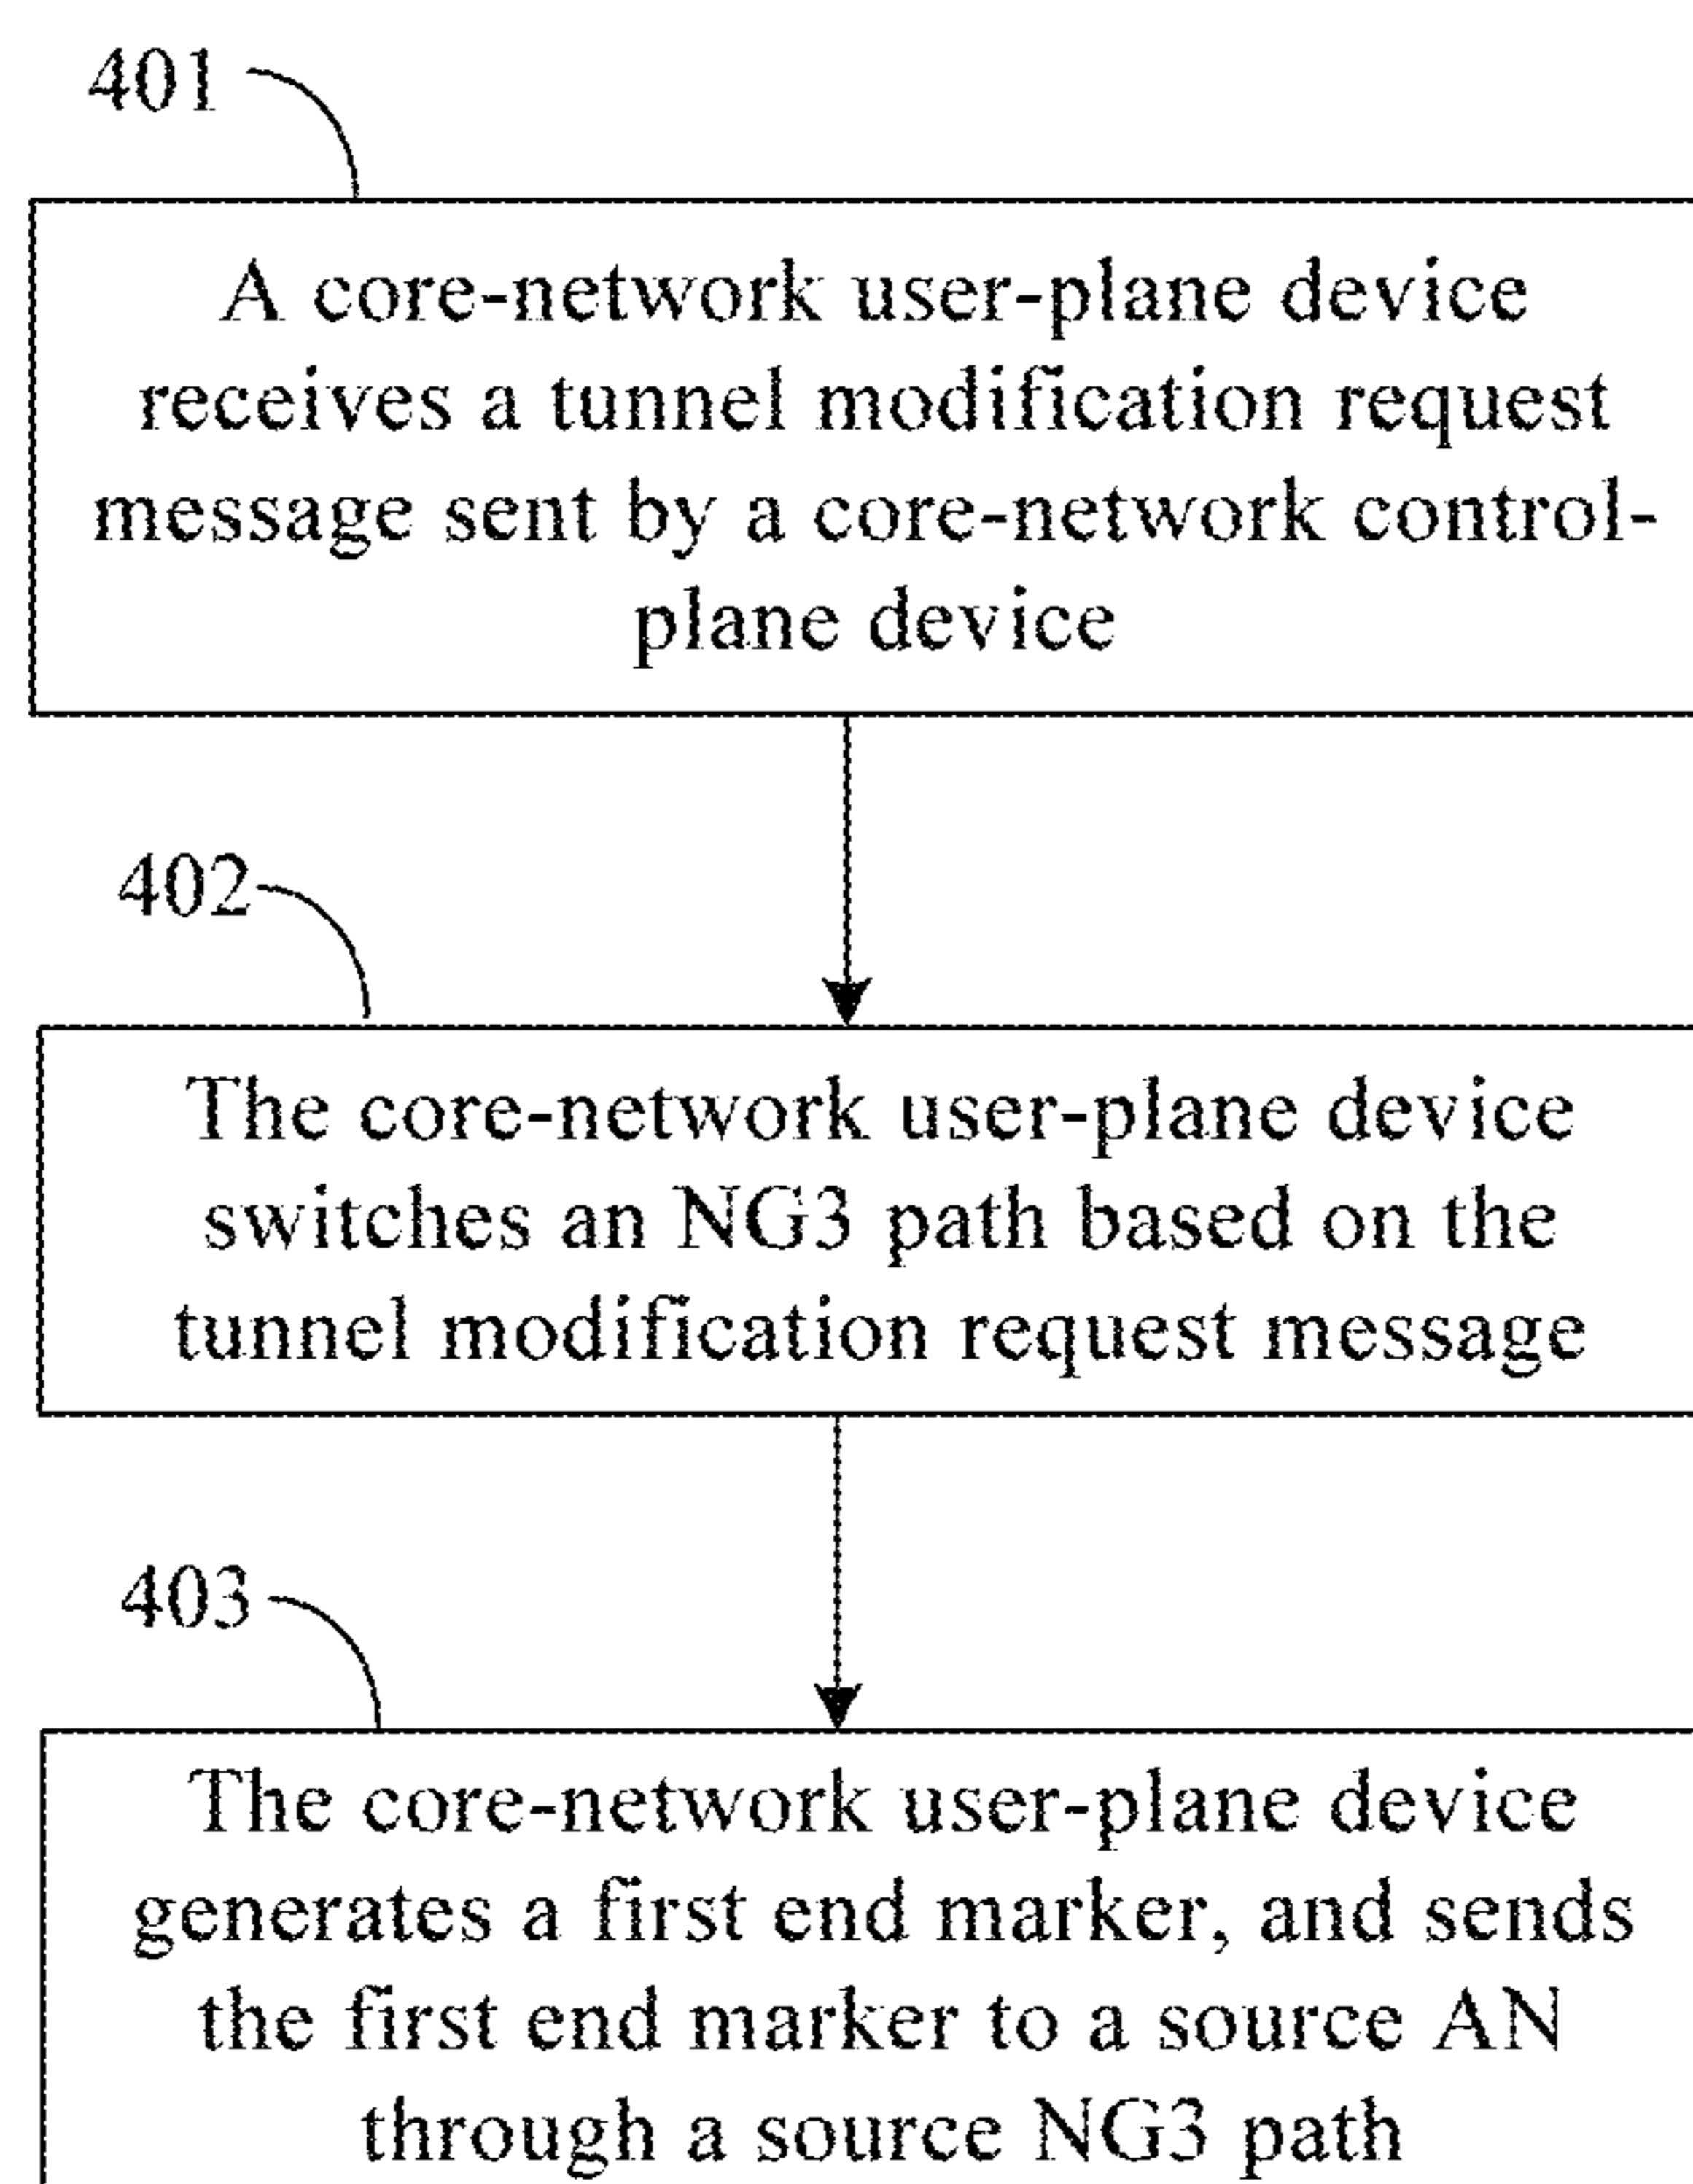 401
A core-network user-plane device
receives a tunnel modification request
message sent by a core-network control-
plane device
402
The core-network user-plane device
switches an NG3 path based on the
tunnel modification request message
403
The core-network user-plane device
generates a first end marker, and sends
the first end marker to a source AN
through a source NG3 path